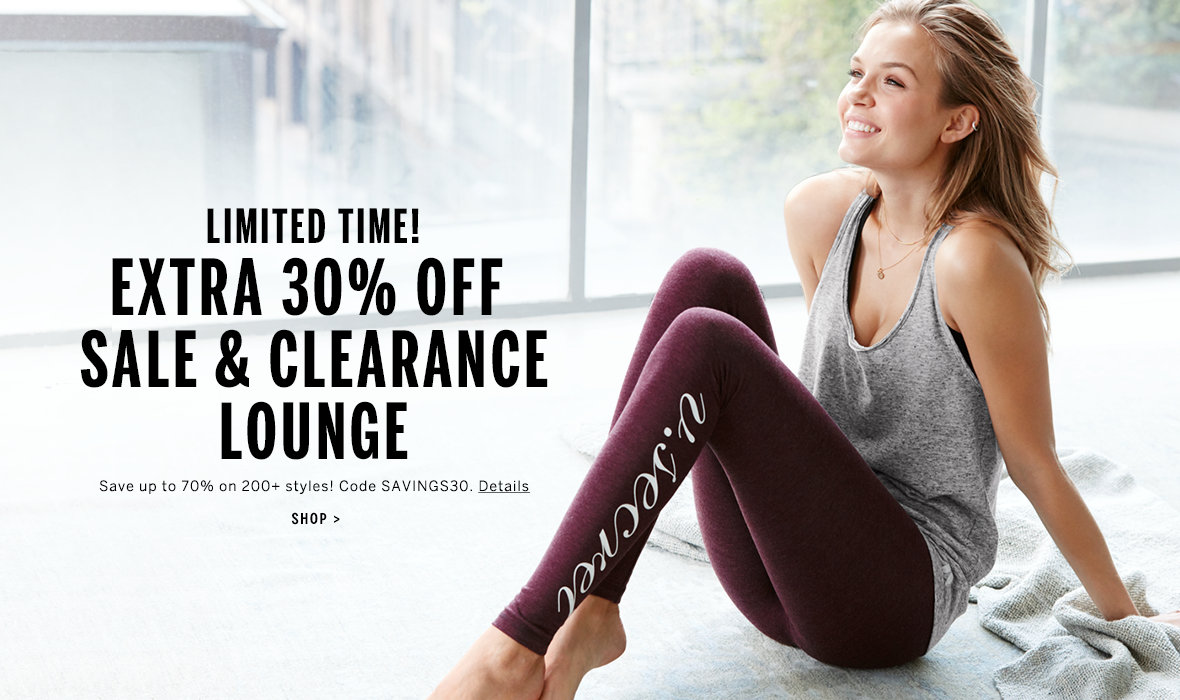 LIMITED TIME!
EXTRA 30% OFF
SALE & CLEARANCE
LOUNGE
Save up to 70% on 200+ styles! Code SAVINGS30. Details
SHOP >
v.secret